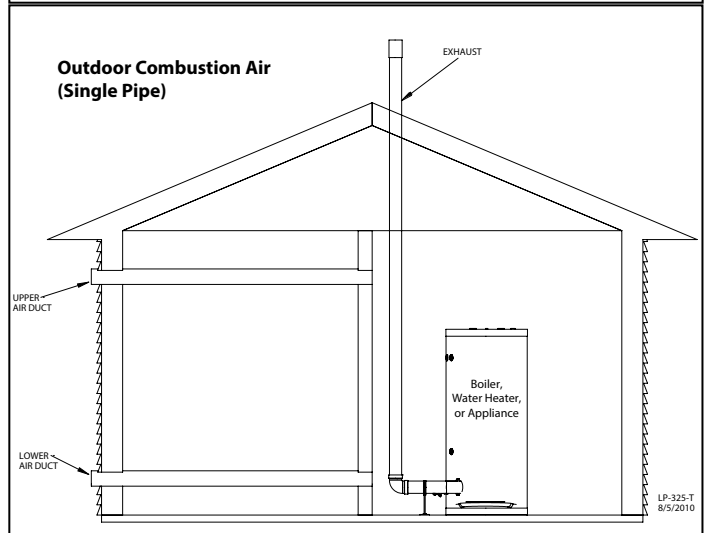 Outdoor Combustion Air
(Single Pipe)
EXHAUST
UPPER
AIR DUCT
Boiler,
Water Heater,
or Appliance
LOWER
AIR DUCT
LP-325-T
8/5/2010